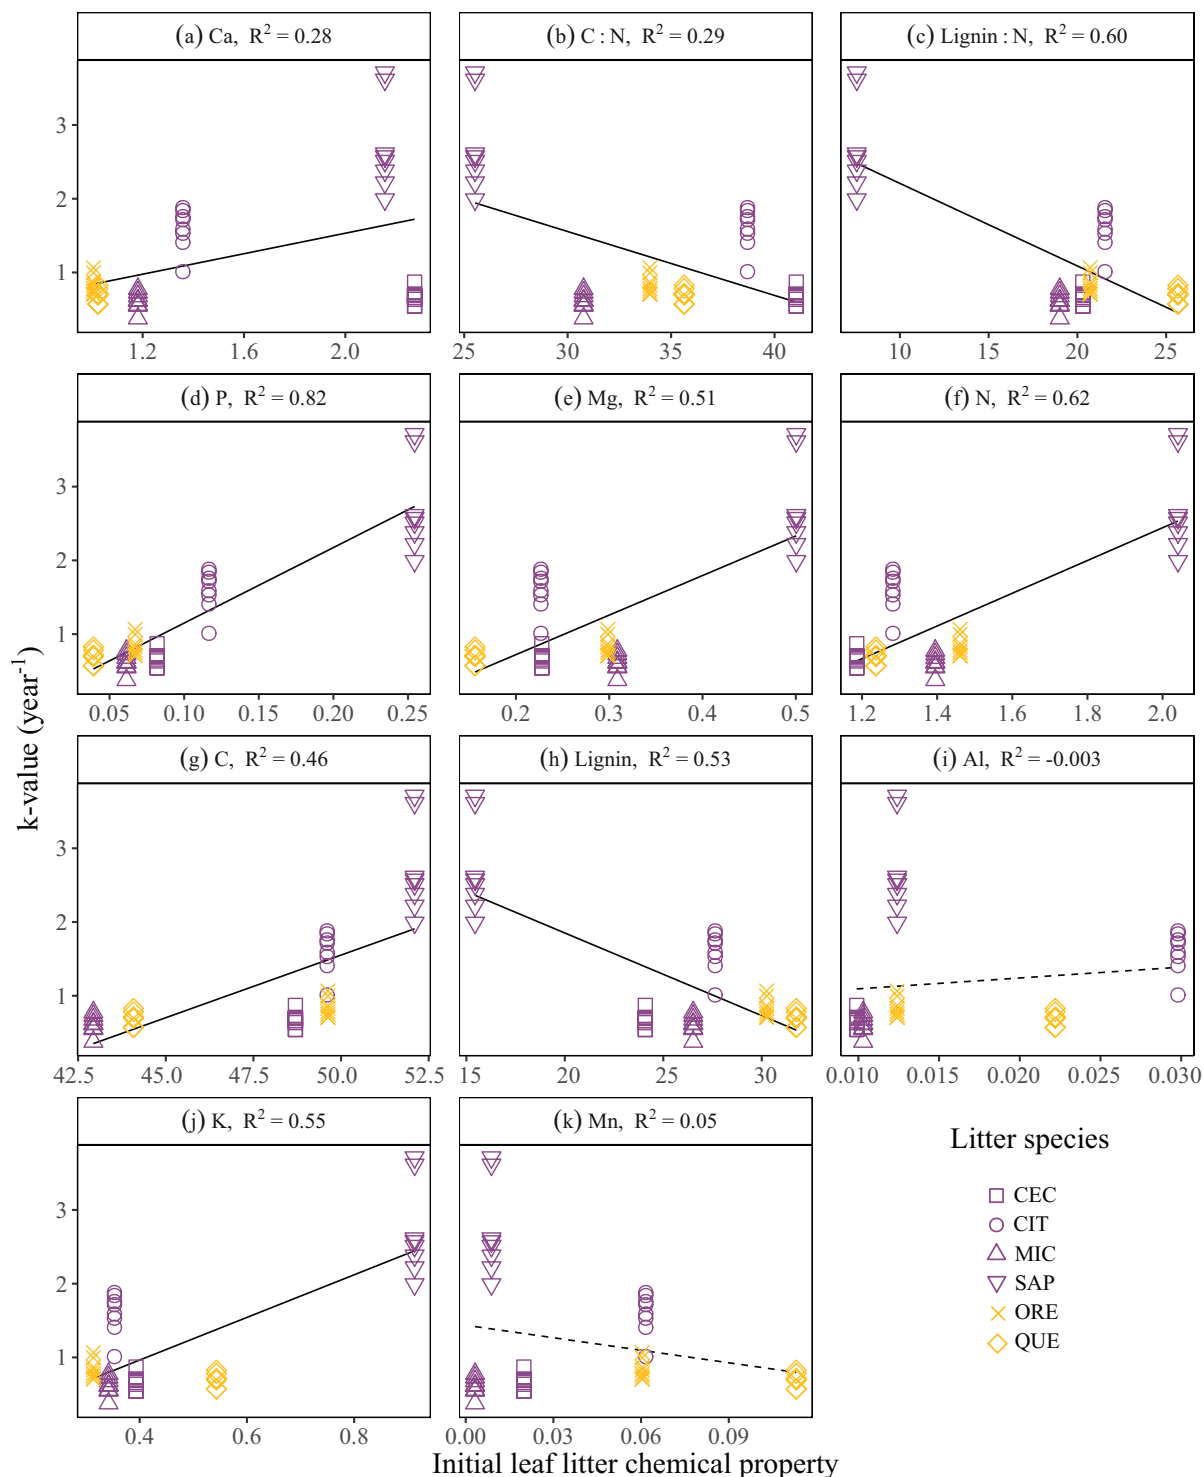 (a) Ca, R² = 0.28
(b) C : N, R² = 0.29
(c) Lignin : N, R² = 0.60
3
2
1
1.2 1.6 2.0
25 30 35 40
10 15 20 25
(d) P, R² = 0.82
(e) Mg, R² = 0.51
(f) N, R² = 0.62
3
2
1
0.05 0.10 0.15 0.20 0.25
0.2 0.3 0.4 0.5
1.2 1.4 1.6 1.8 2.0
k-value (year⁻¹)
(g) C, R² = 0.46
(h) Lignin, R² = 0.53
(i) Al, R² = -0.003
3
2
1
42.5 45.0 47.5 50.0 52.5
15 20 25 30
0.010 0.015 0.020 0.025 0.030
(j) K, R² = 0.55
(k) Mn, R² = 0.05
3
2
1
0.4 0.6 0.8
0.00 0.03 0.06 0.09
Litter species
CEC
CIT
MIC
SAP
ORE
QUE
Initial leaf litter chemical property